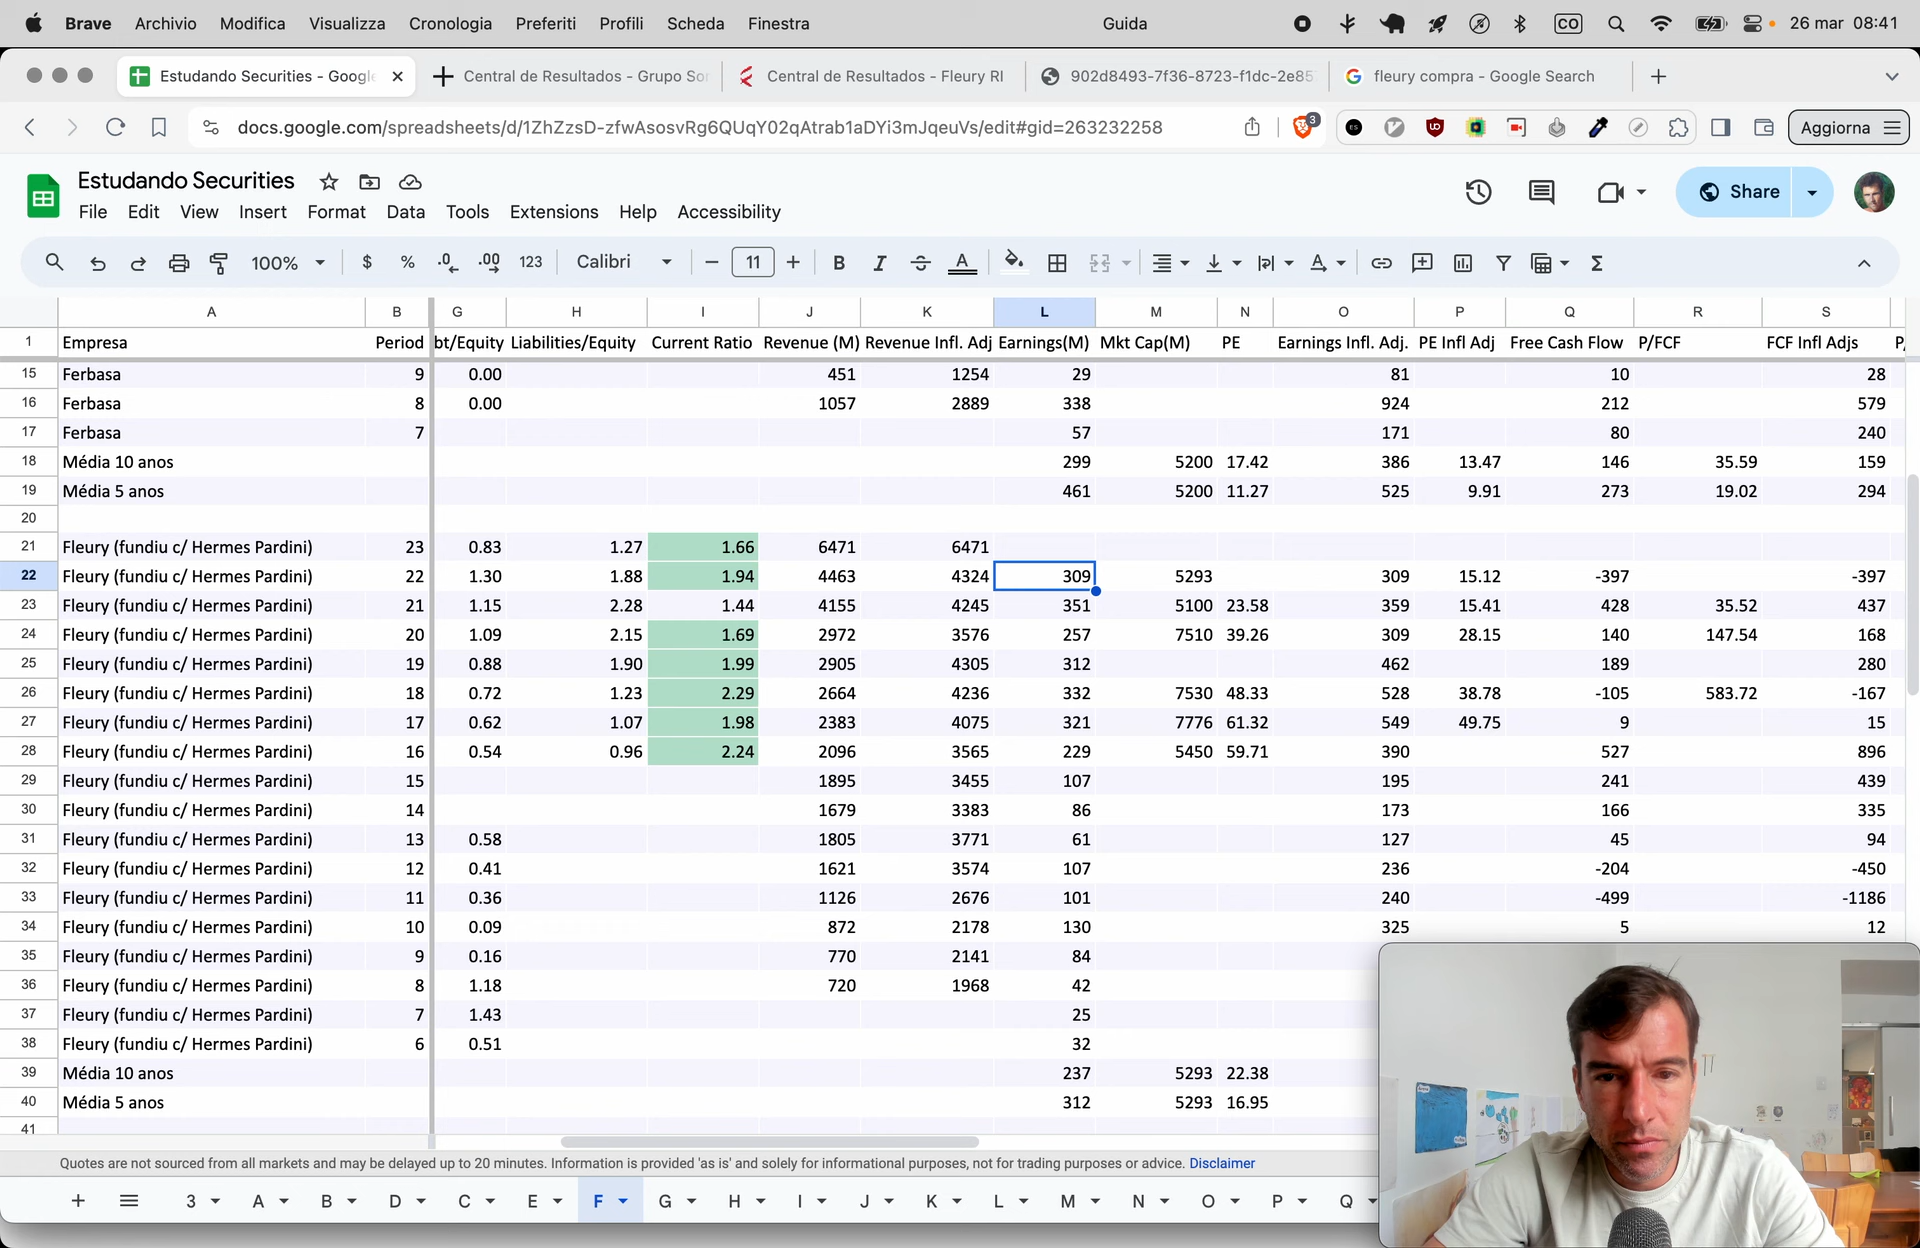 Brave Archivio Modifica Visualizza Cronologia Preferiti Profili Scheda Finestra Guida CO 26 mar 08:41
Estudando Securities - Google Central de Resultados - Grupo So Central de Resultados - Fleury RI 902d8493-7f36-8723-f1dc-2e85 fleury compra - Google Search
docs.google.com/spreadsheets/d/1ZhZzsD-zfwAsosvRg6QUqY02qAtrab1aDYi3mJqeuVs/edit#gid=263232258 3 Aggiorna
Estudando Securities
Share
File Edit View Insert Format Data Tools Extensions Help Accessibility
100% $ % .0 .00 123 Calibri 11 B I S A
A B G H I J K L M N O P Q R S
1 Empresa Period bt/Equity Liabilities/Equity Current Ratio Revenue (M) Revenue Infl. Adj Earnings(M) Mkt Cap(M) PE Earnings Infl. Adj. PE Infl Adj Free Cash Flow P/FCF FCF Infl Adjs P/
15 Ferbasa 9 0.00 451 1254 29 81 10 28
16 Ferbasa 8 0.00 1057 2889 338 924 212 579
17 Ferbasa 7 57 171 80 240
18 Média 10 anos 299 5200 17.42 386 13.47 146 35.59 159
19 Média 5 anos 461 5200 11.27 525 9.91 273 19.02 294
20
21 Fleury (fundiu c/ Hermes Pardini) 23 0.83 1.27 1.66 6471 6471
22 Fleury (fundiu c/ Hermes Pardini) 22 1.30 1.88 1.94 4463 4324 309 5293 309 15.12 -397 -397
23 Fleury (fundiu c/ Hermes Pardini) 21 1.15 2.28 1.44 4155 4245 351 5100 23.58 359 15.41 428 35.52 437
24 Fleury (fundiu c/ Hermes Pardini) 20 1.09 2.15 1.69 2972 3576 257 7510 39.26 309 28.15 140 147.54 168
25 Fleury (fundiu c/ Hermes Pardini) 19 0.88 1.90 1.99 2905 4305 312 462 189 280
26 Fleury (fundiu c/ Hermes Pardini) 18 0.72 1.23 2.29 2664 4236 332 7530 48.33 528 38.78 -105 583.72 -167
27 Fleury (fundiu c/ Hermes Pardini) 17 0.62 1.07 1.98 2383 4075 321 7776 61.32 549 49.75 9 15
28 Fleury (fundiu c/ Hermes Pardini) 16 0.54 0.96 2.24 2096 3565 229 5450 59.71 390 527 896
29 Fleury (fundiu c/ Hermes Pardini) 15 1895 3455 107 195 241 439
30 Fleury (fundiu c/ Hermes Pardini) 14 1679 3383 86 173 166 335
31 Fleury (fundiu c/ Hermes Pardini) 13 0.58 1805 3771 61 127 45 94
32 Fleury (fundiu c/ Hermes Pardini) 12 0.41 1621 3574 107 236 -204 -450
33 Fleury (fundiu c/ Hermes Pardini) 11 0.36 1126 2676 101 240 -499 -1186
34 Fleury (fundiu c/ Hermes Pardini) 10 0.09 872 2178 130 325 5 12
35 Fleury (fundiu c/ Hermes Pardini) 9 0.16 770 2141 84
36 Fleury (fundiu c/ Hermes Pardini) 8 1.18 720 1968 42
37 Fleury (fundiu c/ Hermes Pardini) 7 1.43 25
38 Fleury (fundiu c/ Hermes Pardini) 6 0.51 32
39 Média 10 anos 237 5293 22.38
40 Média 5 anos 312 5293 16.95
41
Quotes are not sourced from all markets and may be delayed up to 20 minutes. Information is provided 'as is' and solely for informational purposes, not for trading purposes or advice. Disclaimer
3 A B D C E F G H I J K L M N O P Q